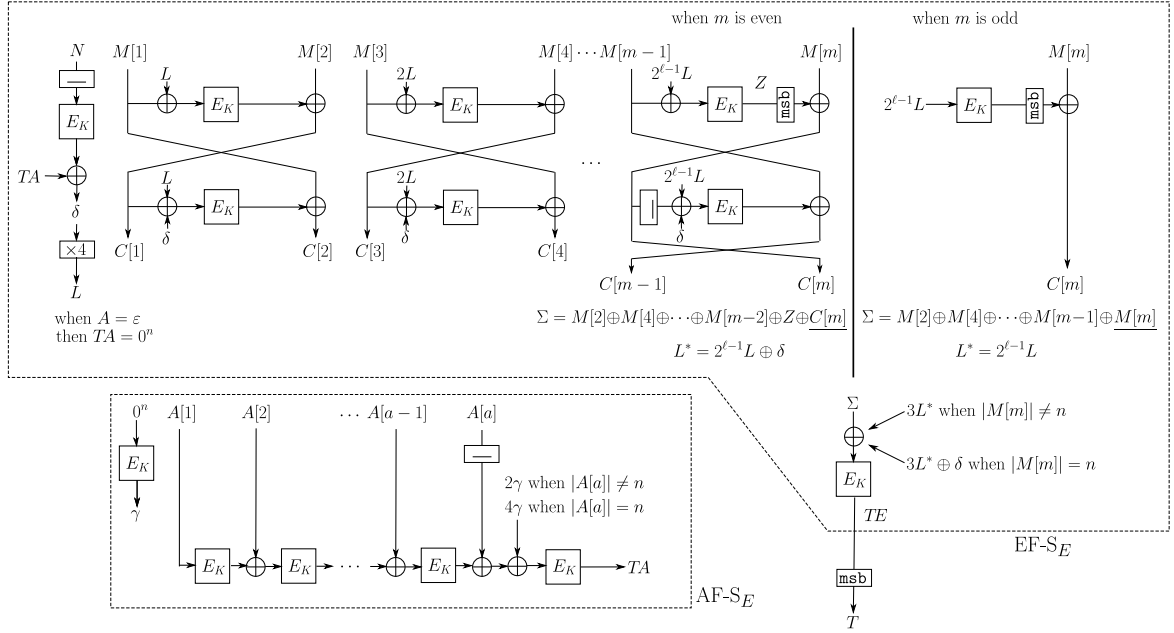 when m is even when m is odd
N M[1] M[2] M[3] M[4] ⋯ M[m−1] M[m] M[m]
L 2L 2^{ℓ−1}L Z
E_K E_K E_K E_K msb 2^{ℓ−1}L E_K msb
TA δ
L 2L ⋯ 2^{ℓ−1}L
E_K E_K E_K
δ δ δ
×4 C[1] C[2] C[3] C[4]
L C[m−1] C[m] C[m]
when A = ε
then TA = 0^n
Σ = M[2]⊕M[4]⊕⋯⊕M[m−2]⊕Z⊕C[m]
L* = 2^{ℓ−1}L ⊕ δ
Σ = M[2]⊕M[4]⊕⋯⊕M[m−1]⊕M[m]
L* = 2^{ℓ−1}L
0^n A[1] A[2] ⋯ A[a−1] A[a]
E_K
γ
2γ when |A[a]| ≠ n
4γ when |A[a]| = n
E_K E_K ⋯ E_K E_K TA
AF-S_E
Σ
3L* when |M[m]| ≠ n
3L* ⊕ δ when |M[m]| = n
E_K
TE
EF-S_E
msb
T